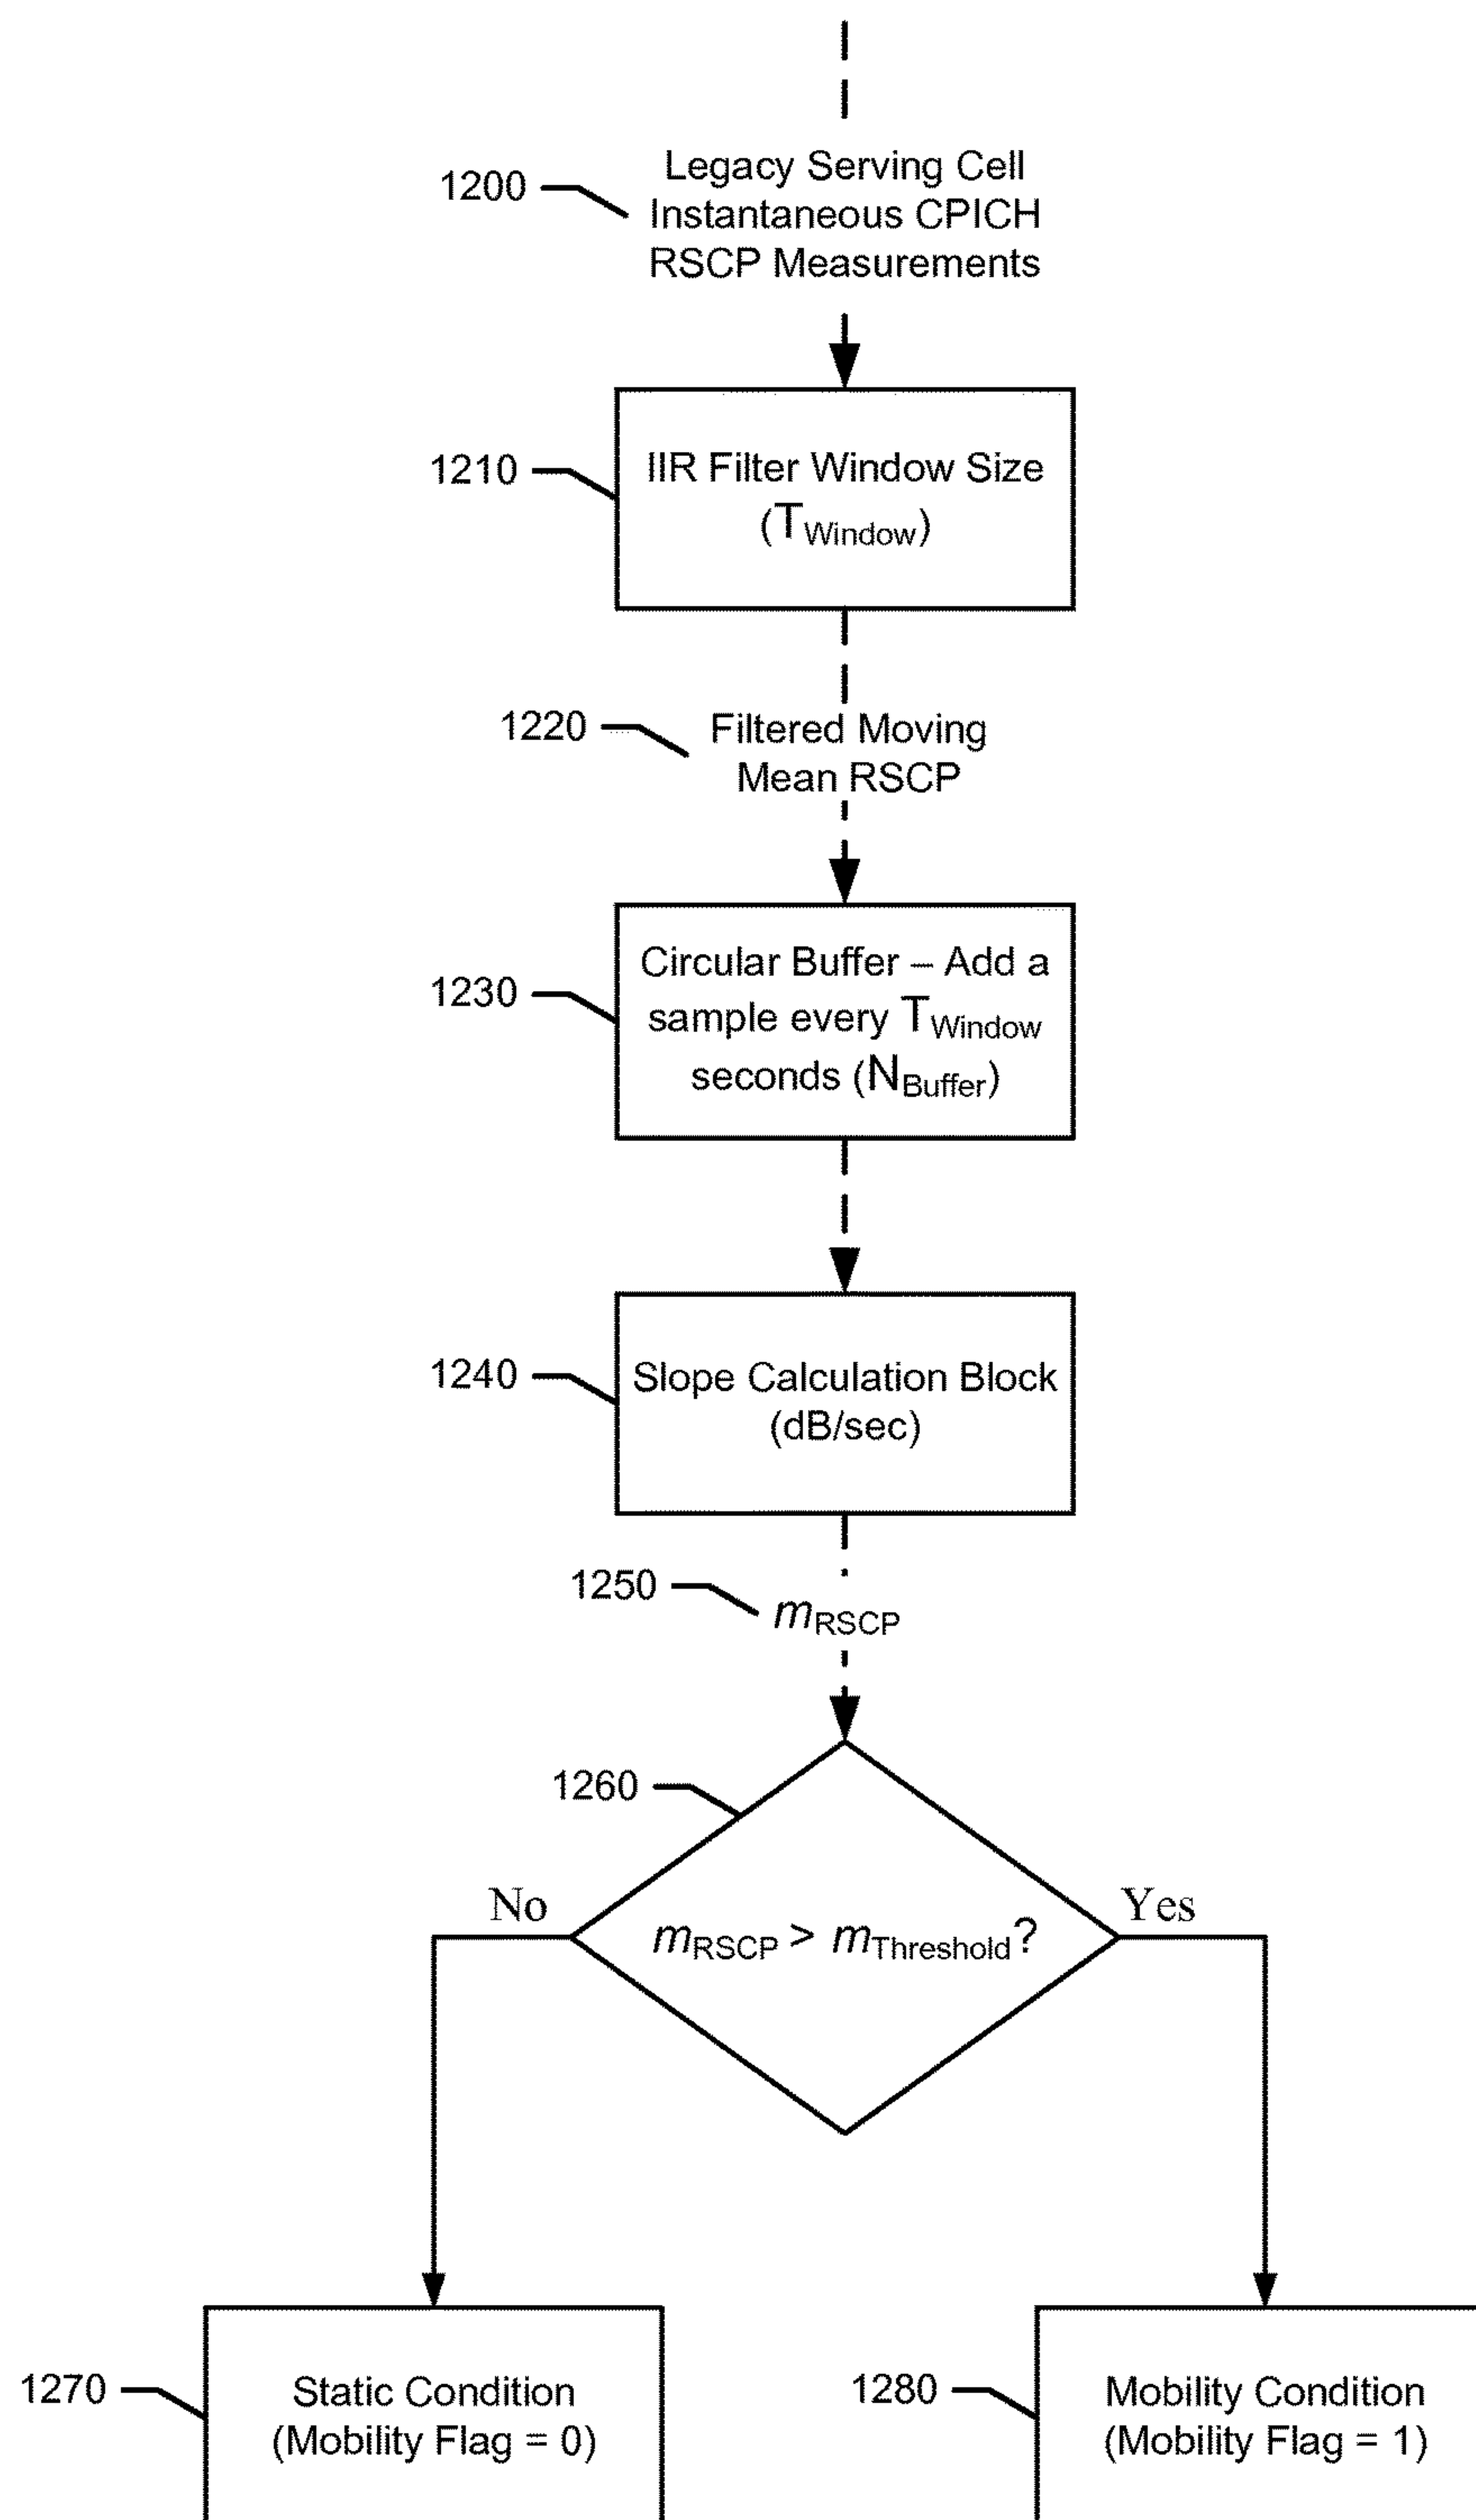 1200
Legacy Serving Cell
Instantaneous CPICH
RSCP Measurements
1210
IIR Filter Window Size
(TWindow)
1220
Filtered Moving
Mean RSCP
1230
Circular Buffer – Add a
sample every TWindow
seconds (NBuffer)
1240
Slope Calculation Block
(dB/sec)
1250
mRSCP
1260
No
mRSCP > mThreshold?
Yes
1270
Static Condition
(Mobility Flag = 0)
1280
Mobility Condition
(Mobility Flag = 1)